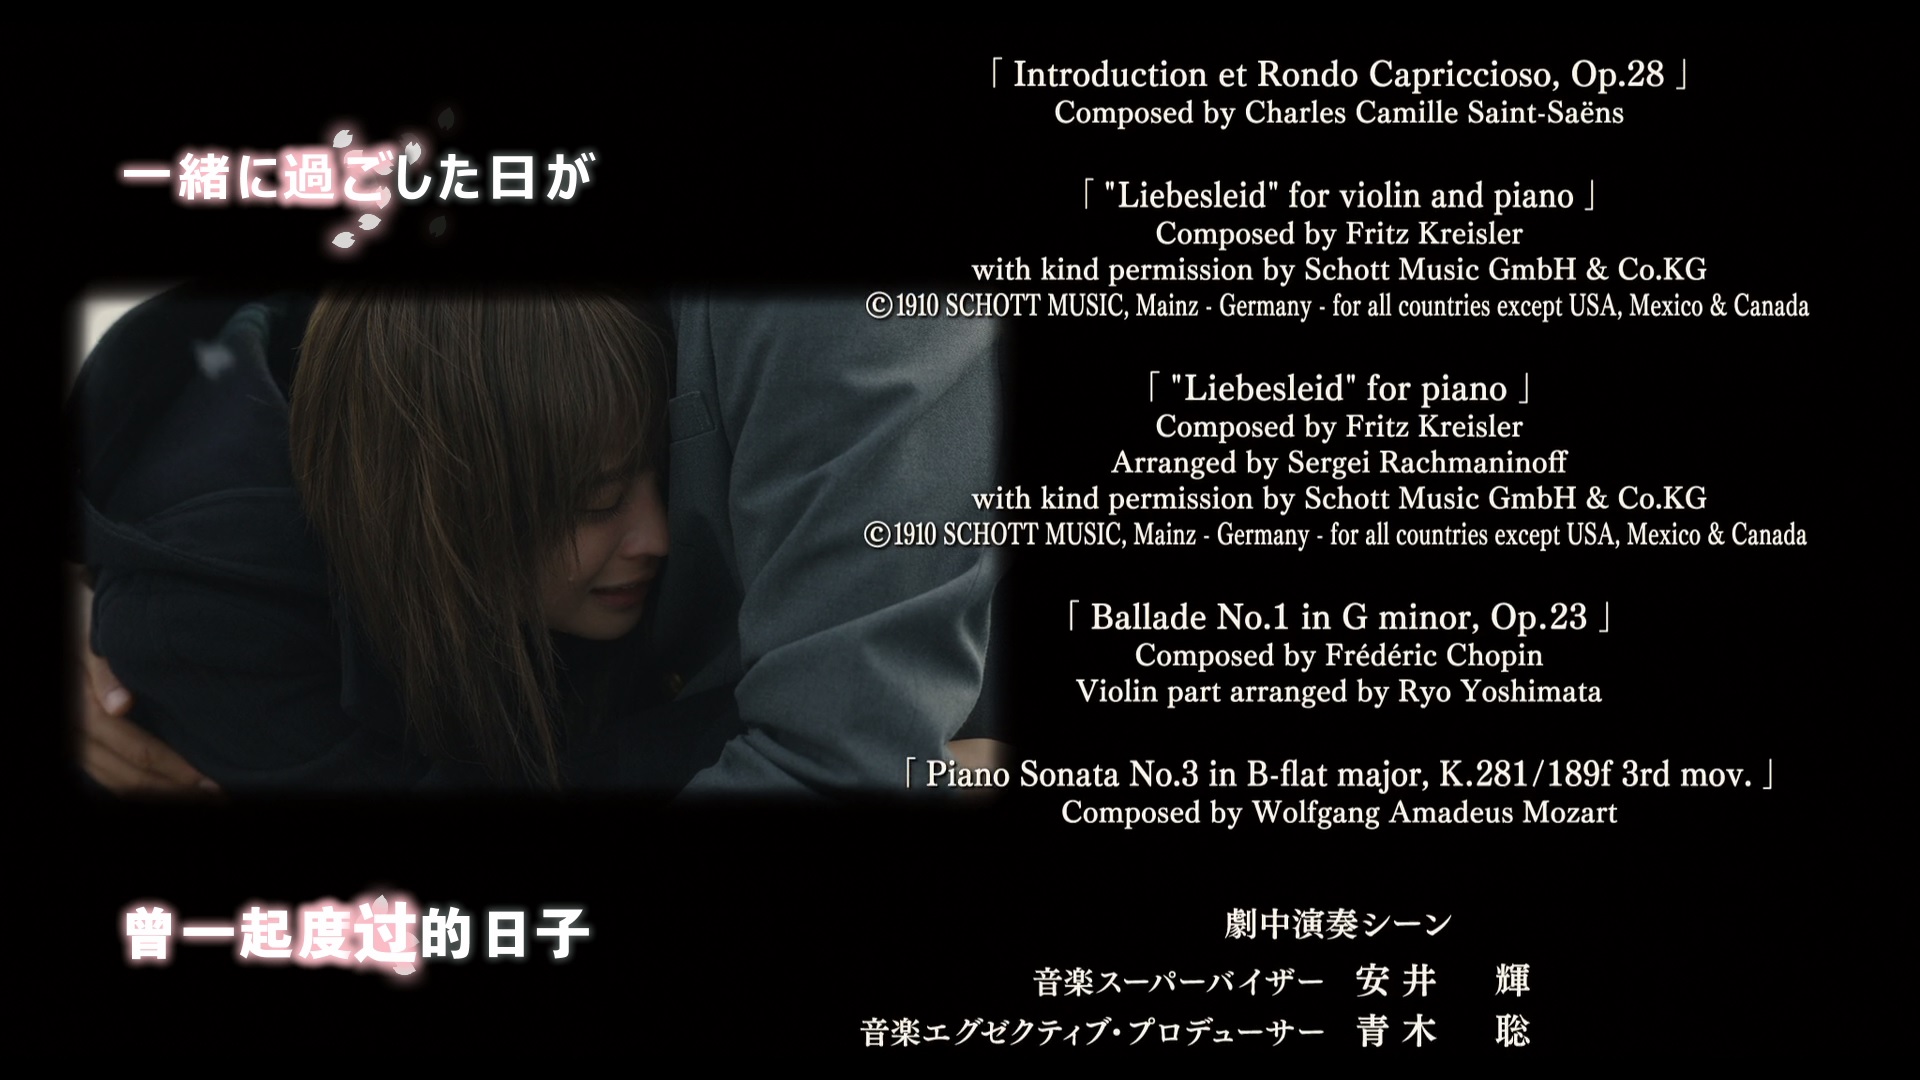 一緒に過ごした日が
「 Introduction et Rondo Capriccioso, Op.28 」
Composed by Charles Camille Saint-Saëns
「 "Liebesleid" for violin and piano 」
Composed by Fritz Kreisler
with kind permission by Schott Music GmbH & Co.KG
©1910 SCHOTT MUSIC, Mainz - Germany - for all countries except USA, Mexico & Canada
「 "Liebesleid" for piano 」
Composed by Fritz Kreisler
Arranged by Sergei Rachmaninoff
with kind permission by Schott Music GmbH & Co.KG
©1910 SCHOTT MUSIC, Mainz - Germany - for all countries except USA, Mexico & Canada
「 Ballade No.1 in G minor, Op.23 」
Composed by Frédéric Chopin
Violin part arranged by Ryo Yoshimata
「 Piano Sonata No.3 in B-flat major, K.281/189f 3rd mov. 」
Composed by Wolfgang Amadeus Mozart
曾一起度过的日子
劇中演奏シーン
音楽スーパーバイザー 安井 輝
音楽エグゼクティブ・プロデューサー 青木 聡